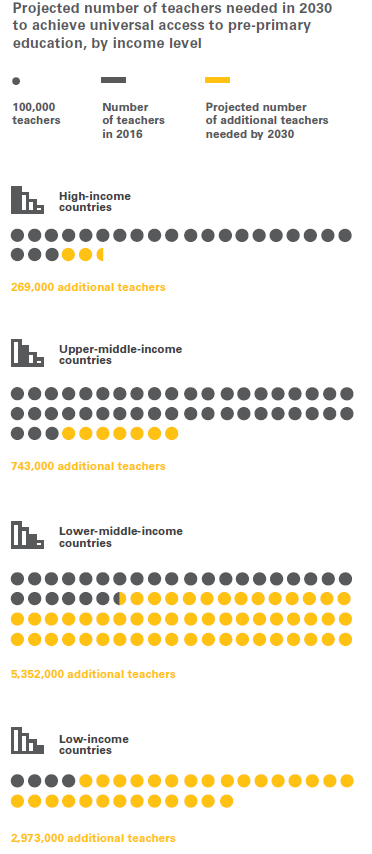 Projected number of teachers needed in 2030
to achieve universal access to pre-primary
education, by income level
100,000
teachers
Number
of teachers
in 2016
Projected number
of additional teachers
needed by 2030
High-income
countries
269,000 additional teachers
Upper-middle-income
countries
743,000 additional teachers
Lower-middle-income
countries
5,352,000 additional teachers
Low-income
countries
2,973,000 additional teachers